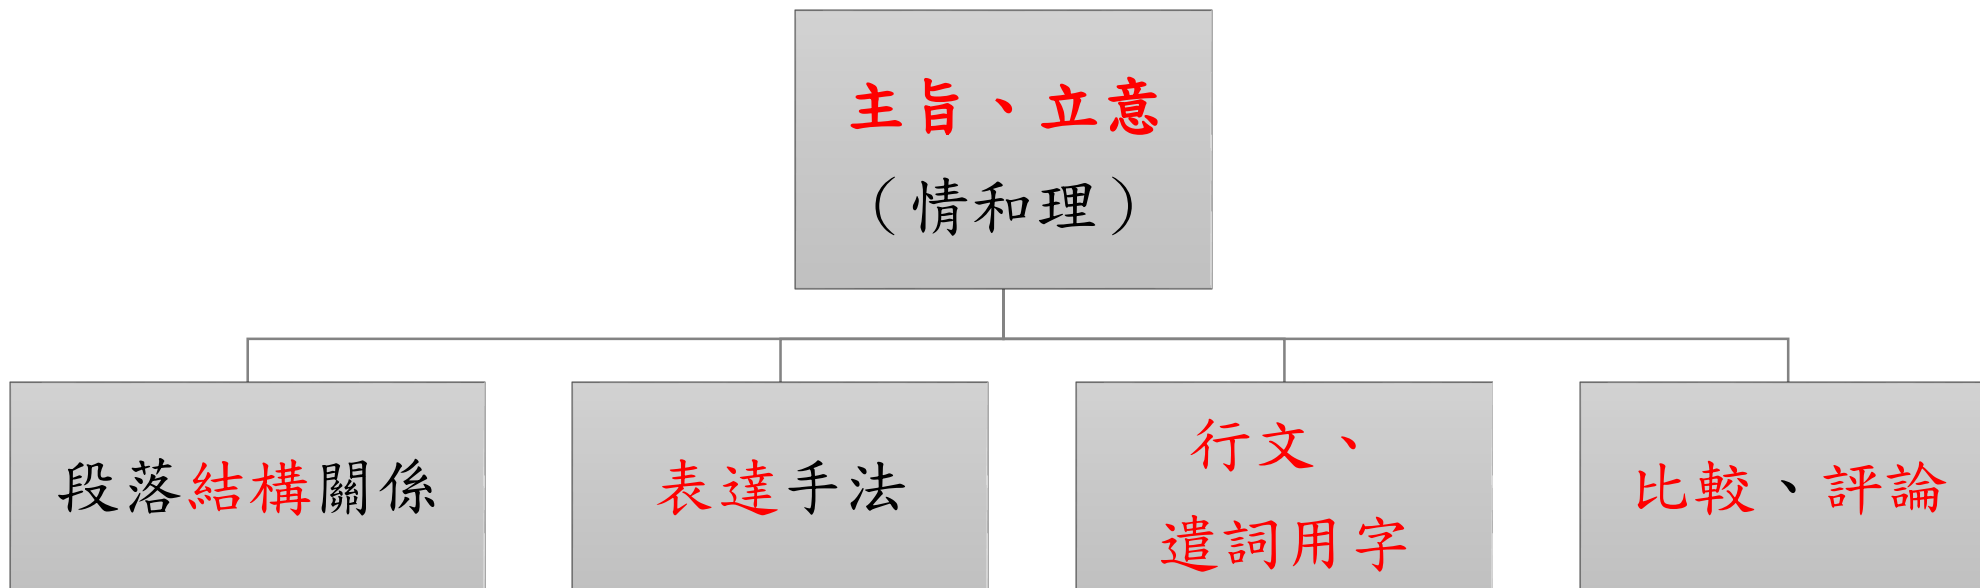 主旨、立意
（情和理）
段落結構關係
表達手法
行文、
遣詞用字
比較、評論